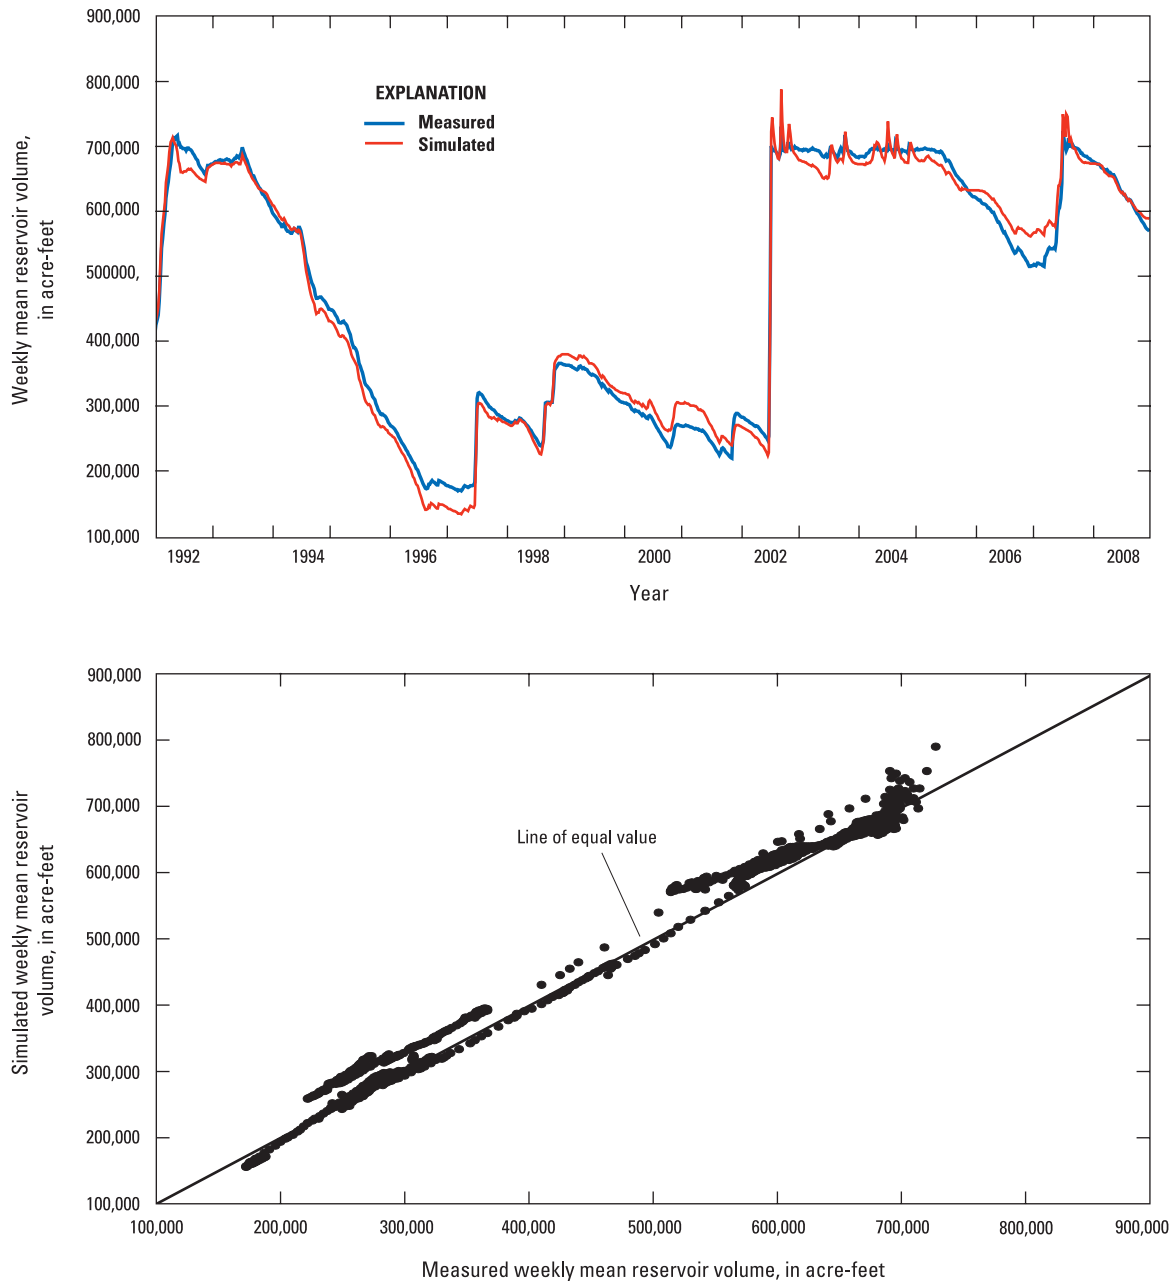 900,000
800,000
700,000
600,000
500000,
400,000
300,000
200,000
100,000
Weekly mean reservoir volume,
in acre-feet
EXPLANATION
Measured
Simulated
1992 1994 1996 1998 2000 2002 2004 2006 2008
Year
900,000
800,000
700,000
600,000
500,000
400,000
300,000
200,000
100,000
Simulated weekly mean reservoir
volume, in acre-feet
Line of equal value
100,000 200,000 300,000 400,000 500,000 600,000 700,000 800,000 900,000
Measured weekly mean reservoir volume, in acre-feet